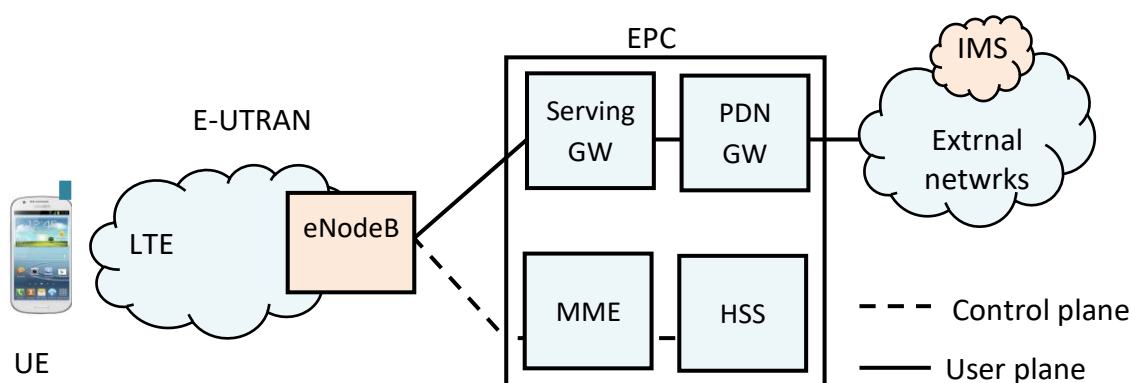 EPC
IMS
E-UTRAN
Serving
GW
PDN
GW
Extrnal
netwrks
LTE
eNodeB
MME
HSS
Control plane
User plane
UE